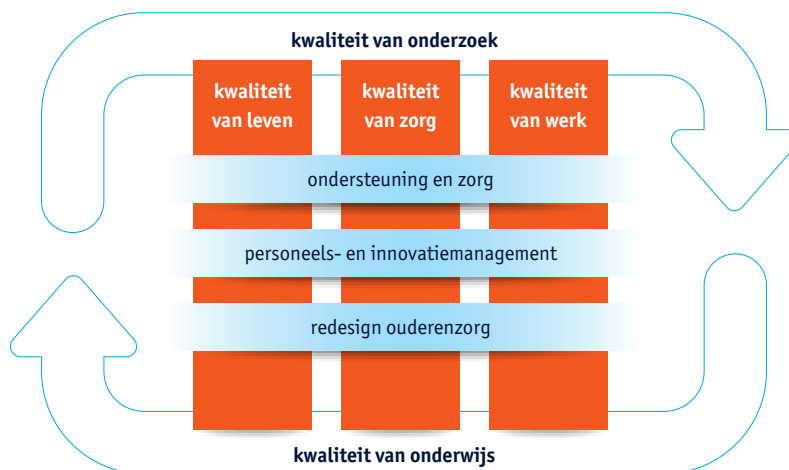 kwaliteit van onderzoek
kwaliteit
van leven
kwaliteit
van zorg
kwaliteit
van werk
ondersteuning en zorg
personeels- en innovatiemanagement
redesign ouderenzorg
kwaliteit van onderwijs